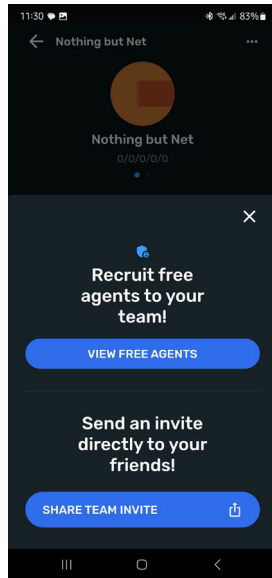 11:30 83%
Nothing but Net
Nothing but Net
0/0/0/0/0
Recruit free
agents to your
team!
VIEW FREE AGENTS
Send an invite
directly to your
friends!
SHARE TEAM INVITE